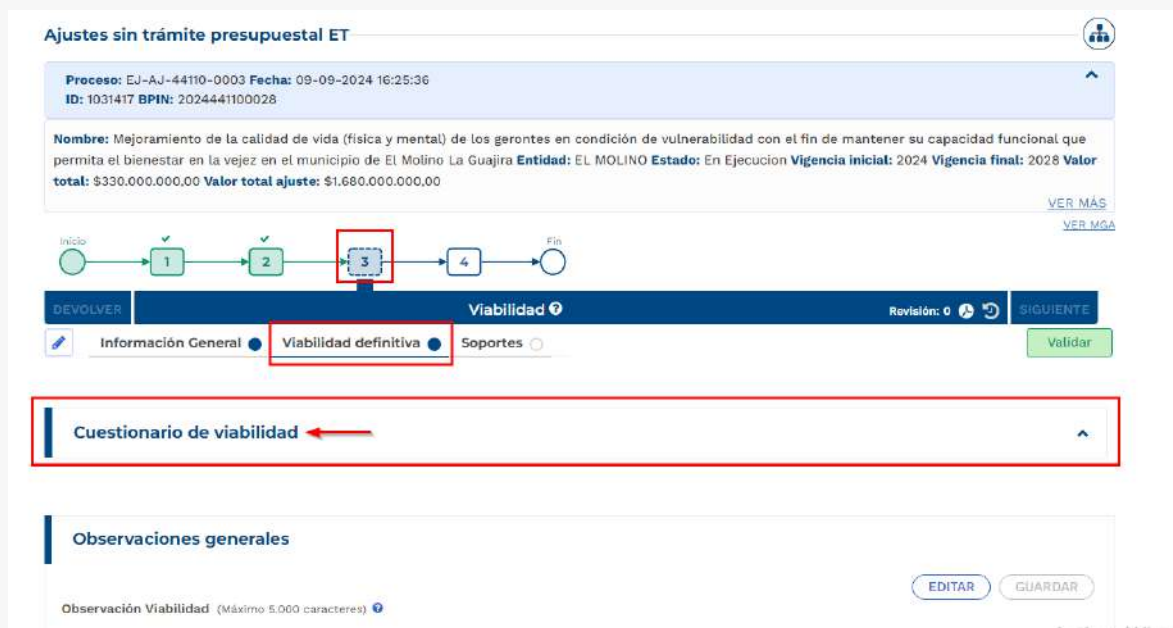 Ajustes sin trámite presupuestal ET
Proceso: EJ-AJ-44110-0003 Fecha: 09-09-2024 16:25:36
ID: 1031417 BPIN: 2024441100028
Nombre: Mejoramiento de la calidad de vida (fisica y mental) de los gerontes en condición de vulnerabilidad con el fin de mantener su capacidad funcional que
permita el bienestar en la vejez en el municipio de El Molino La Guajira Entidad: EL MOLINO Estado: En Ejecucion Vigencia inicial: 2024 Vigencia final: 2028 Valor
total: $330.000.000,00 Valor total ajuste: $1.680.000.000,00
VER MÁS
VER MGA
Inicio
Fin
1 2 3 4
DEVOLVER Viabilidad Revisión: 0 SIGUIENTE
Información General Viabilidad definitiva Soportes Validar
Cuestionario de viabilidad
Observaciones generales
EDITAR GUARDAR
Observación Viabilidad (Máximo 5.000 caracteres)